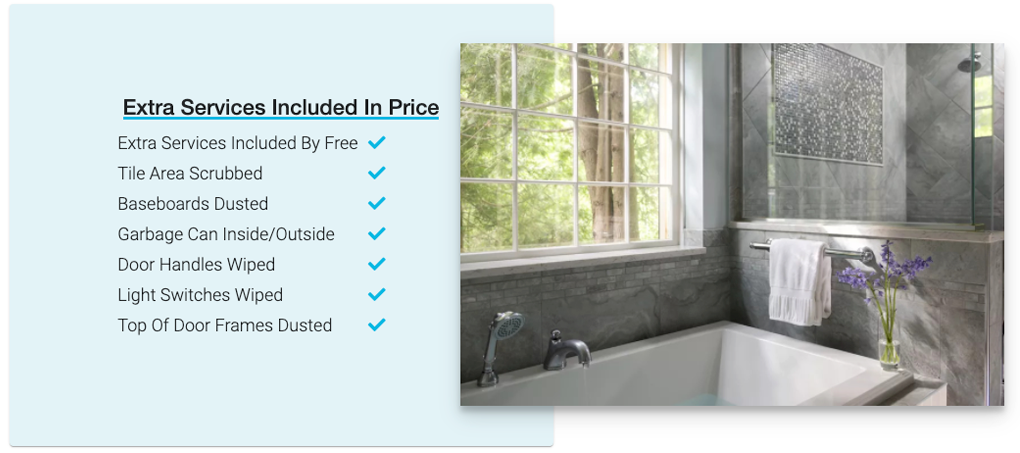 Extra Services Included In Price
Extra Services Included By Free
Tile Area Scrubbed
Baseboards Dusted
Garbage Can Inside/Outside
Door Handles Wiped
Light Switches Wiped
Top Of Door Frames Dusted